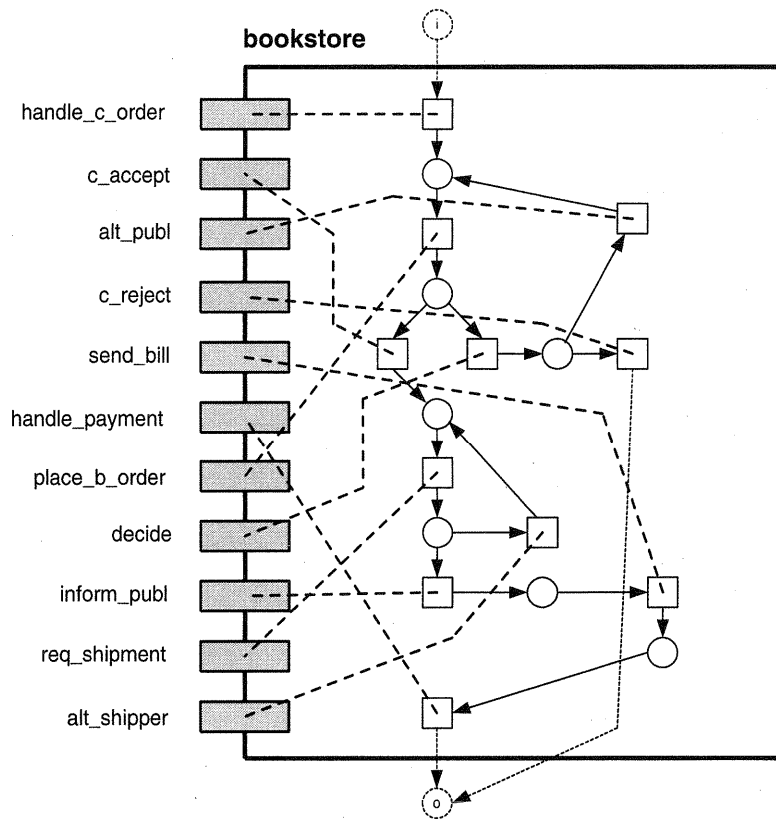 i
bookstore
handle_c_order
c_accept
alt_publ
c_reject
send_bill
handle_payment
place_b_order
decide
inform_publ
req_shipment
alt_shipper
o